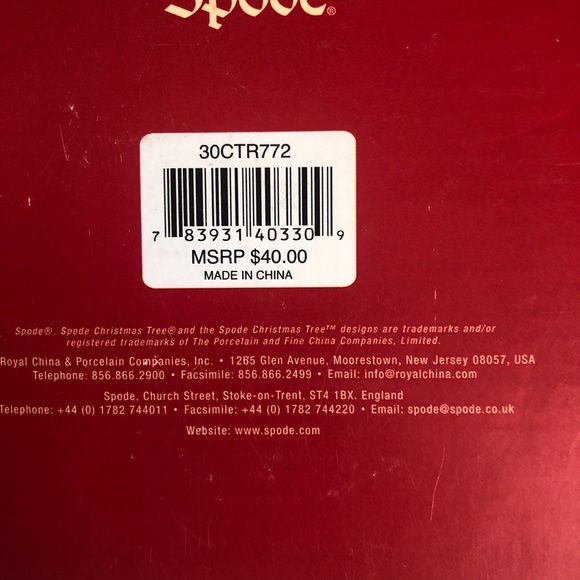 Spode®
30CTR772
7 83931 40330 9
MSRP $40.00
MADE IN CHINA
Spode®, Spode Christmas Tree® and the Spode Christmas Tree™ designs are trademarks and/or
registered trademarks of The Porcelain and Fine China Companies, Limited.
Royal China & Porcelain Companies, Inc. • 1265 Glen Avenue, Moorestown, New Jersey 08057, USA
Telephone: 856.866.2900 • Facsimile: 856.866.2499 • Email: info@royalchina.com
Spode, Church Street, Stoke-on-Trent, ST4 1BX. England
Telephone: +44 (0) 1782 744011 • Facsimile: +44 (0) 1782 744220 • Email: spode@spode.co.uk
Website: www.spode.com